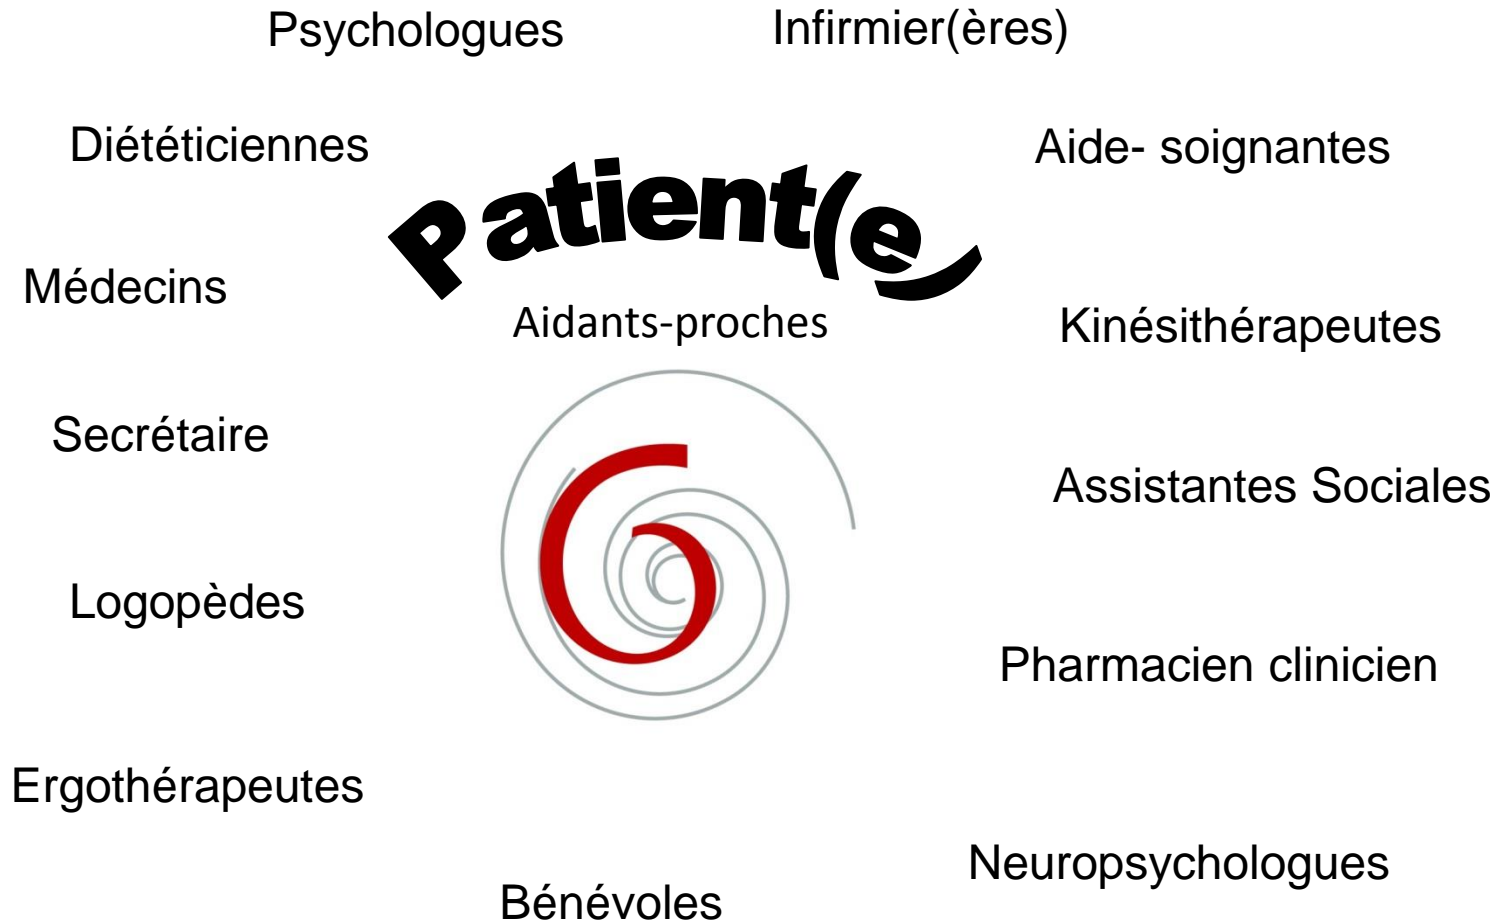 Psychologues
Infirmier(ères)
Diététiciennes
Aide- soignantes
Patient(e)
Médecins
Aidants-proches
Kinésithérapeutes
Secrétaire
Assistantes Sociales
Logopèdes
Pharmacien clinicien
Ergothérapeutes
Neuropsychologues
Bénévoles